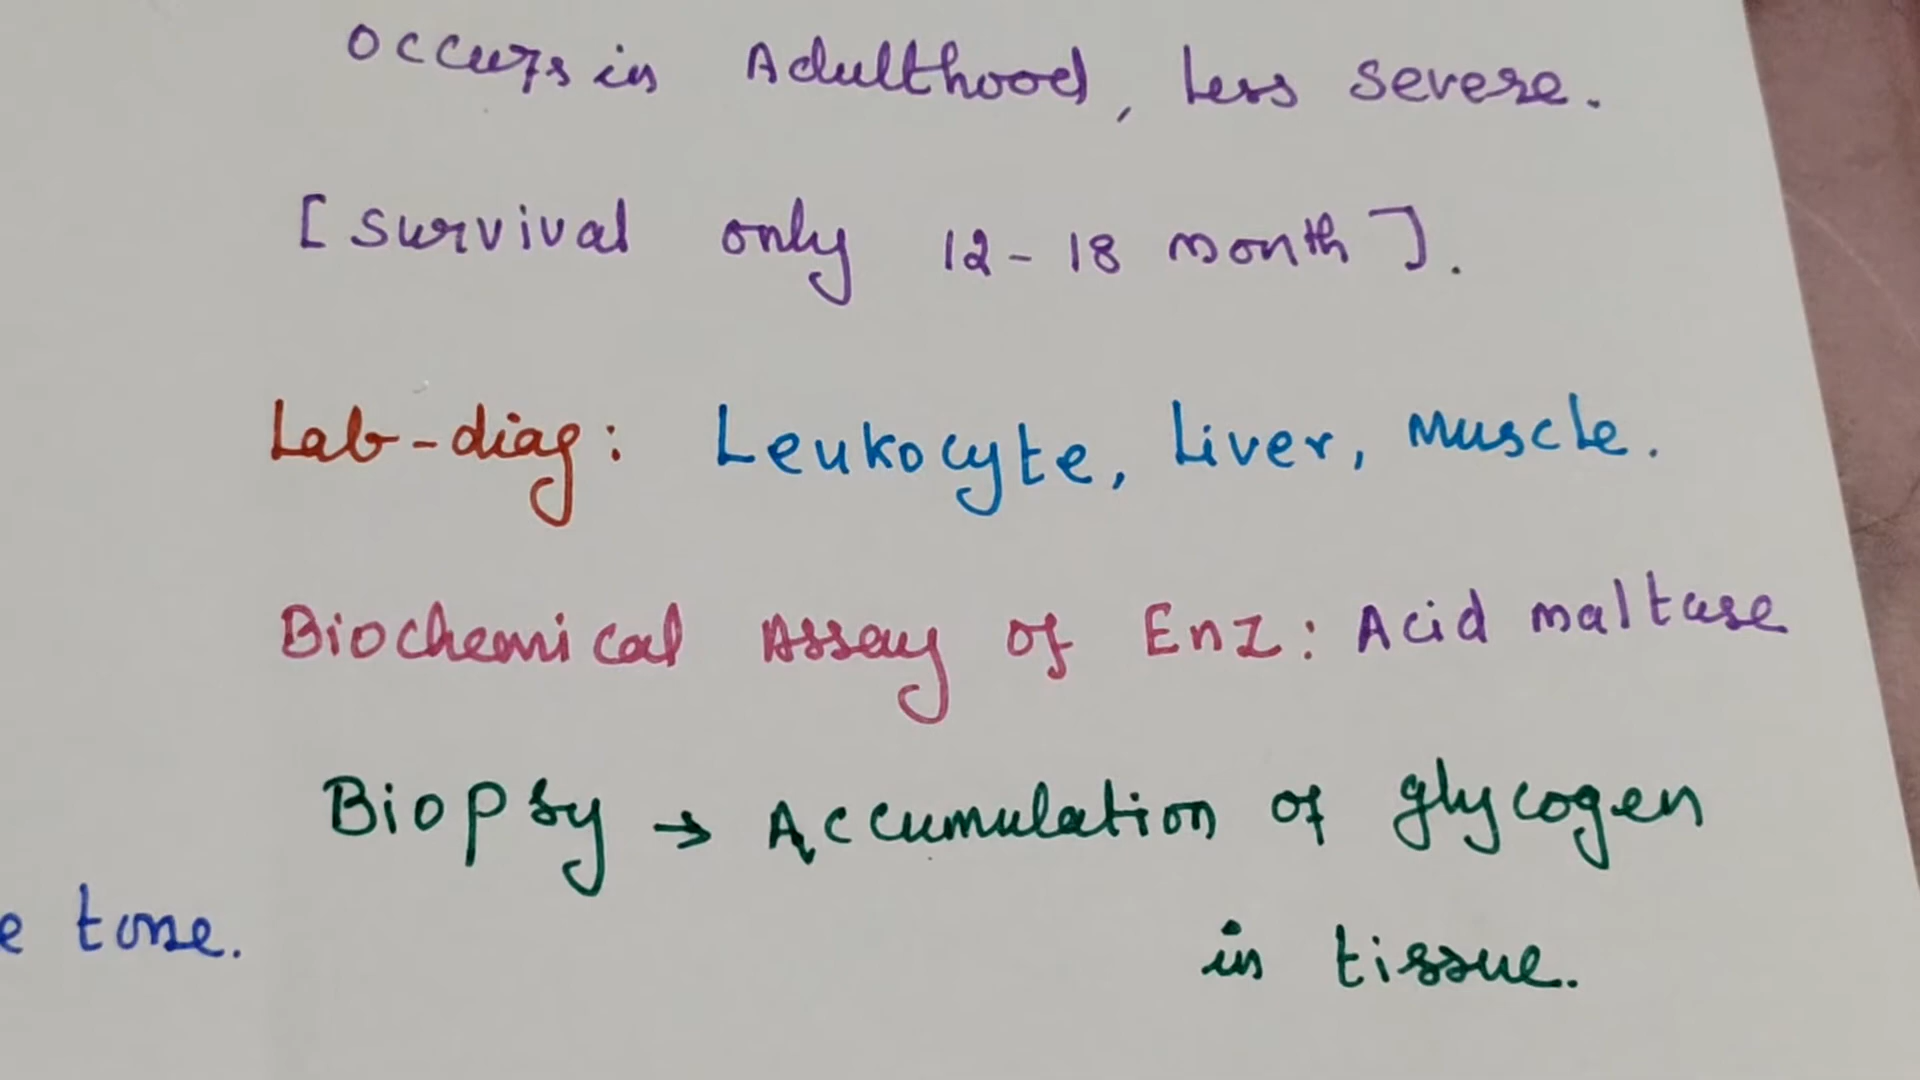 Occurs in Adulthood, Less severe.
[Survival only 12-18 month].
Lab-diag: Leukocyte, Liver, Muscle.
Biochemical Assay of Enz: Acid maltase
Biopsy → Accumulation of glycogen
in tissue.
e tone.